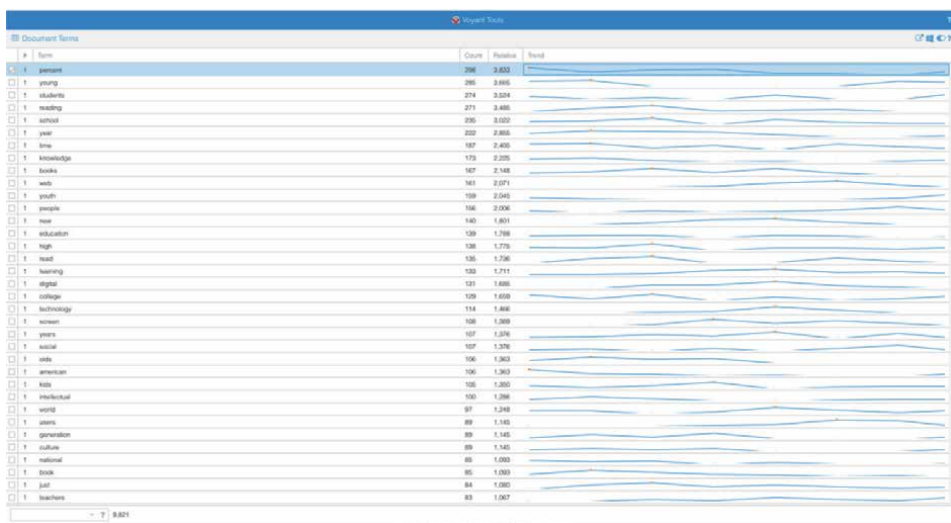 Voyant Tools
Document Terms
# Term Count Relative Trend
1 percent 298 3,833
1 young 285 3,665
1 students 274 3,524
1 reading 271 3,485
1 school 235 3,022
1 year 222 2,855
1 time 187 2,405
1 knowledge 173 2,225
1 books 167 2,148
1 web 161 2,071
1 youth 159 2,045
1 people 156 2,006
1 new 140 1,801
1 education 139 1,788
1 high 138 1,775
1 read 135 1,736
1 learning 133 1,711
1 digital 131 1,685
1 college 129 1,659
1 technology 114 1,466
1 screen 108 1,389
1 years 107 1,376
1 social 107 1,376
1 olds 106 1,363
1 american 106 1,363
1 kids 105 1,350
1 intellectual 100 1,286
1 world 97 1,248
1 users 89 1,145
1 generation 89 1,145
1 culture 89 1,145
1 national 85 1,093
1 book 85 1,093
1 just 84 1,080
1 teachers 83 1,067
? 9,821